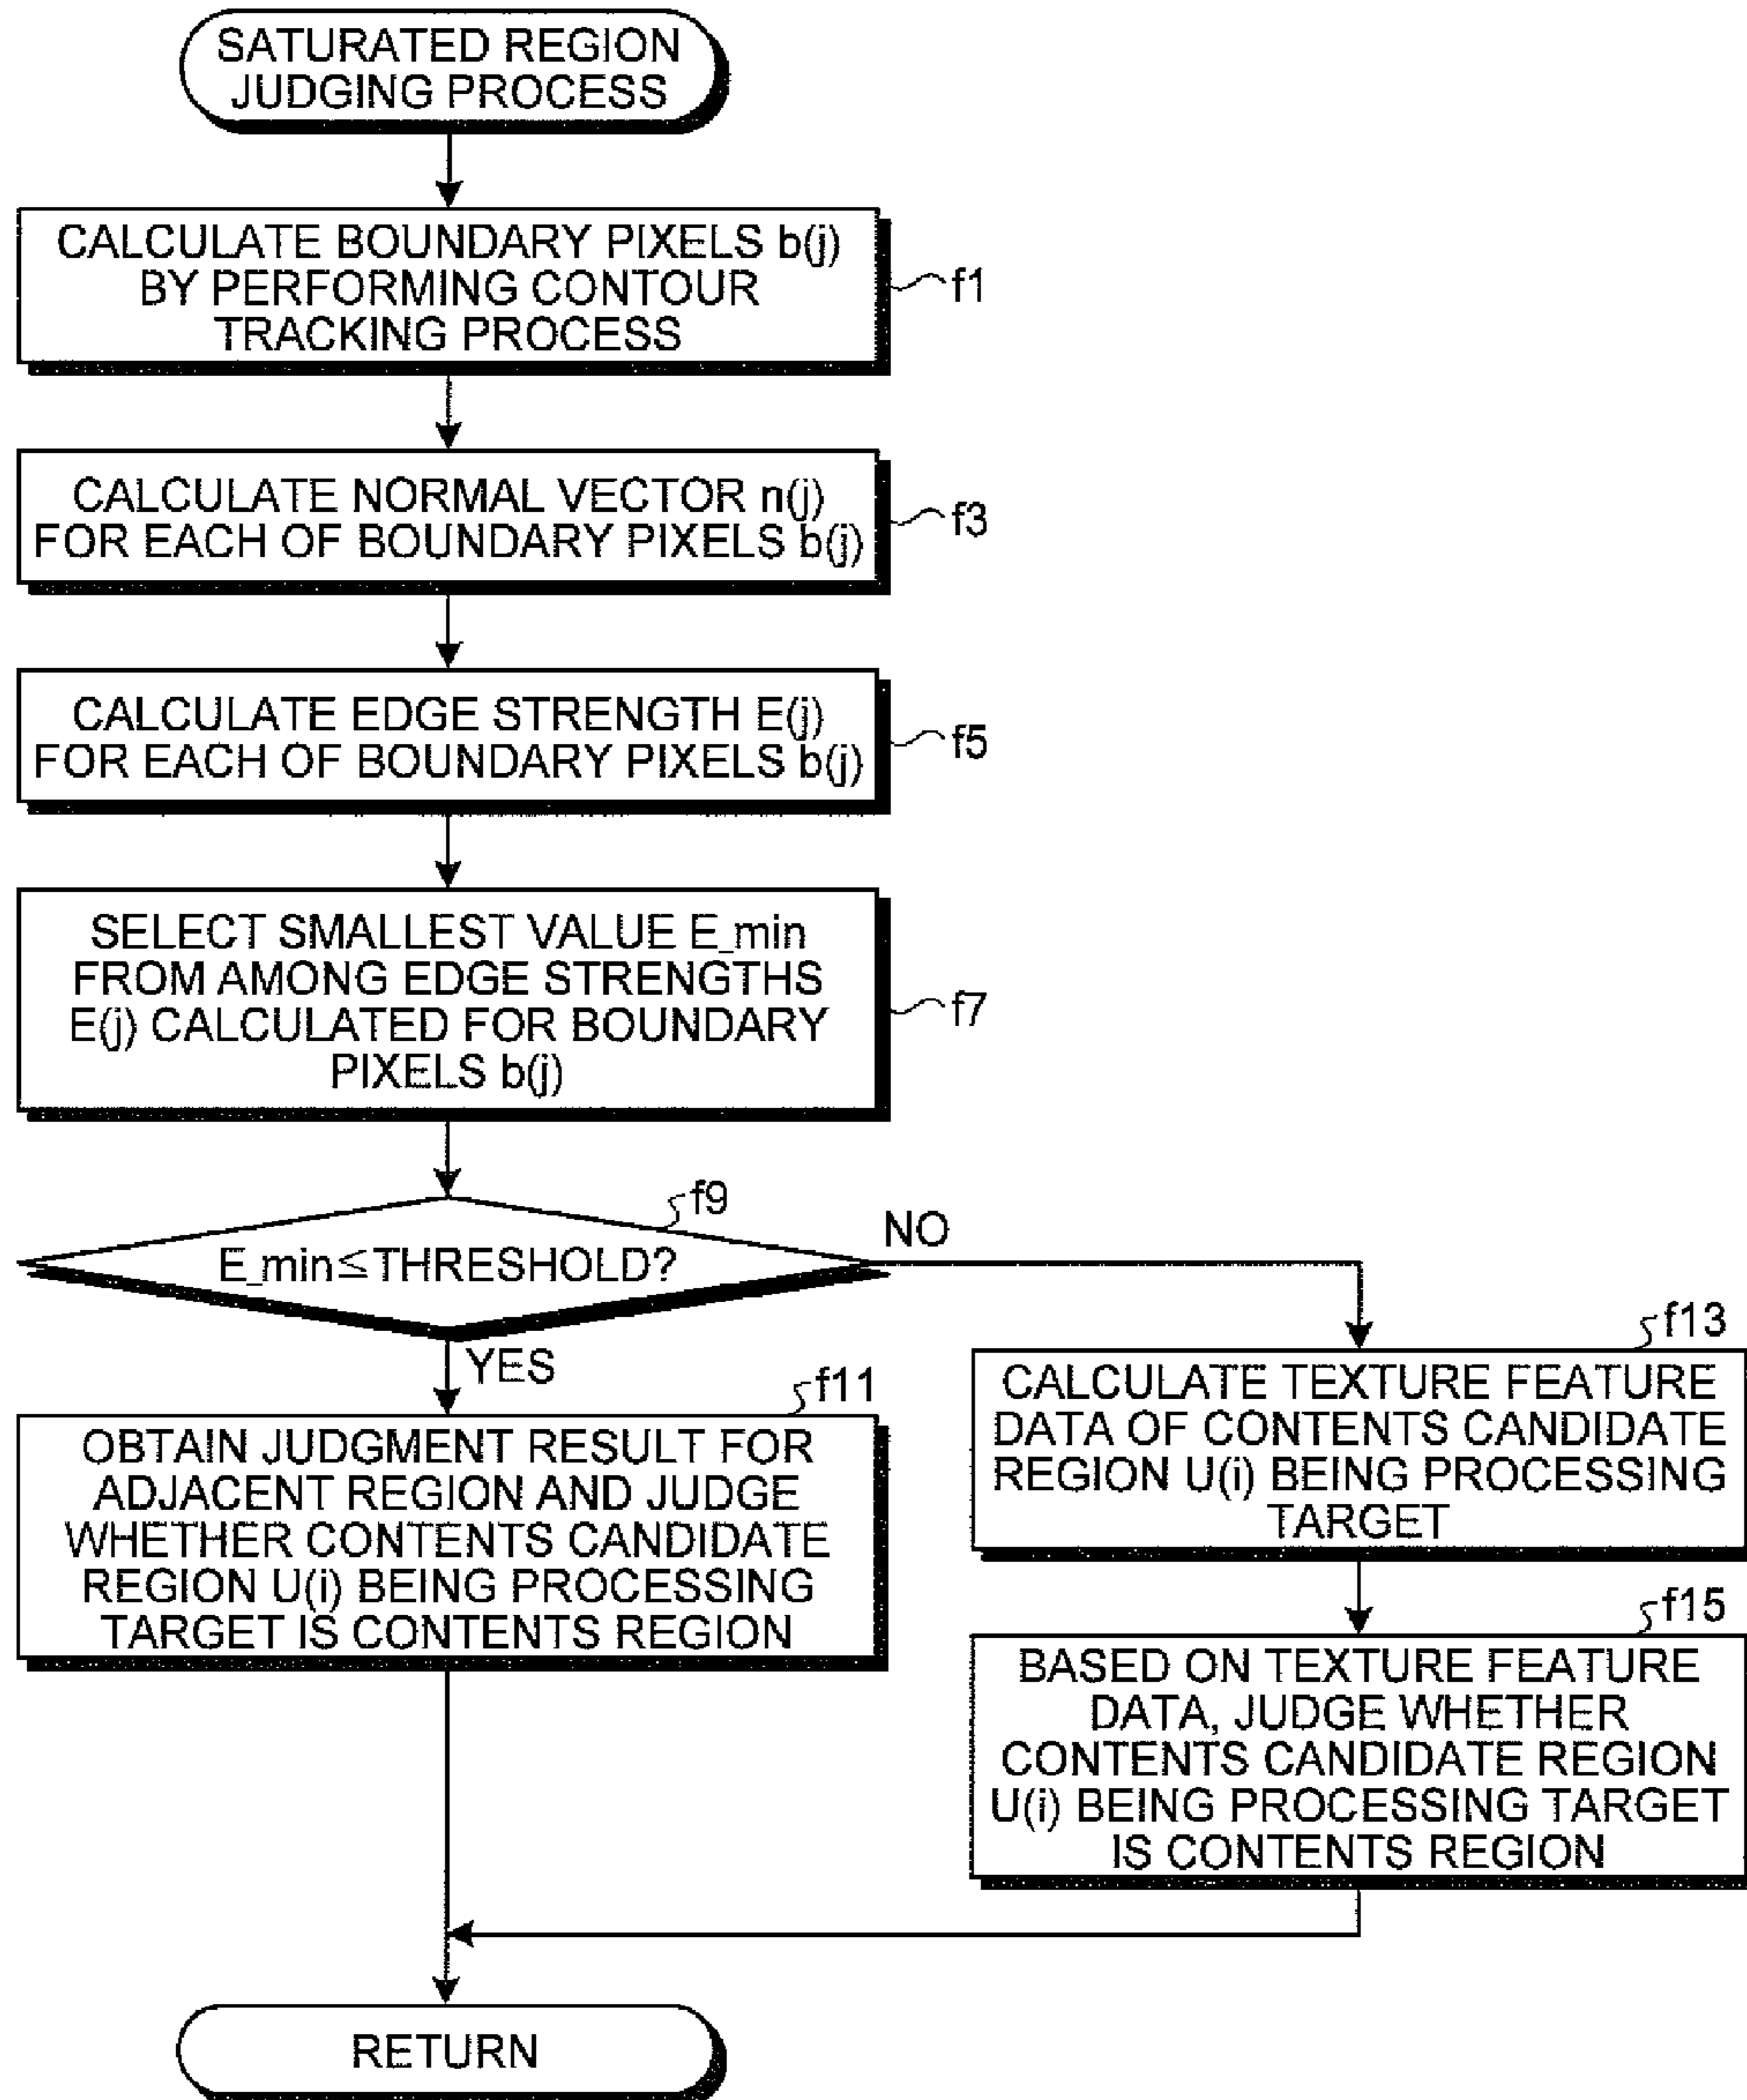 SATURATED REGION
JUDGING PROCESS
CALCULATE BOUNDARY PIXELS b(j)
BY PERFORMING CONTOUR
TRACKING PROCESS
f1
CALCULATE NORMAL VECTOR n(j)
FOR EACH OF BOUNDARY PIXELS b(j)
f3
CALCULATE EDGE STRENGTH E(j)
FOR EACH OF BOUNDARY PIXELS b(j)
f5
SELECT SMALLEST VALUE E_min
FROM AMONG EDGE STRENGTHS
E(j) CALCULATED FOR BOUNDARY
PIXELS b(j)
f7
f9
E_min≦THRESHOLD?
NO
YES
f11
OBTAIN JUDGMENT RESULT FOR
ADJACENT REGION AND JUDGE
WHETHER CONTENTS CANDIDATE
REGION U(i) BEING PROCESSING
TARGET IS CONTENTS REGION
f13
CALCULATE TEXTURE FEATURE
DATA OF CONTENTS CANDIDATE
REGION U(i) BEING PROCESSING
TARGET
f15
BASED ON TEXTURE FEATURE
DATA, JUDGE WHETHER
CONTENTS CANDIDATE REGION
U(i) BEING PROCESSING TARGET
IS CONTENTS REGION
RETURN